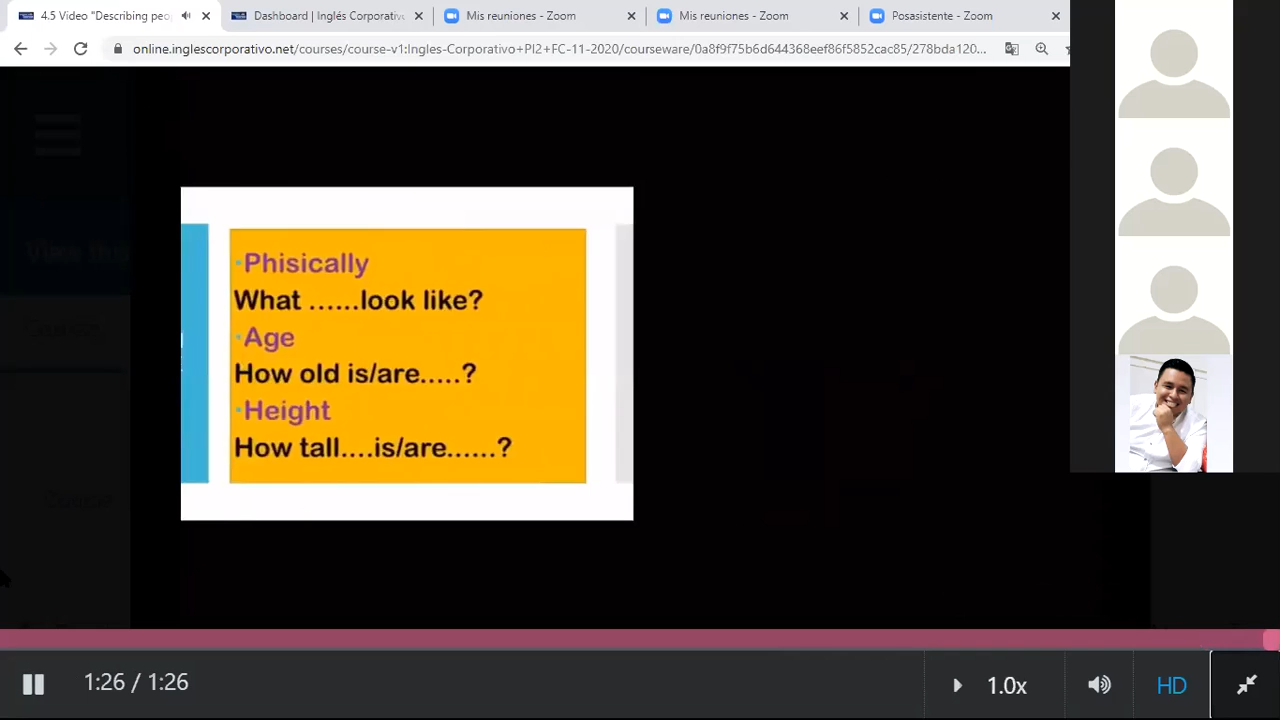 4.5 Video "Describing peo
Dashboard | Inglés Corporativo
Mis reuniones - Zoom
Mis reuniones - Zoom
Posasistente - Zoom
online.inglescorporativo.net/courses/course-v1:Ingles-Corporativo+PI2+FC-11-2020/courseware/0a8f9f75b6d644368eef86f5852cac85/278bda120...
Phisically
What ......look like?
Age
How old is/are.....?
Height
How tall....is/are......?
1:26 / 1:26
1.0x
HD